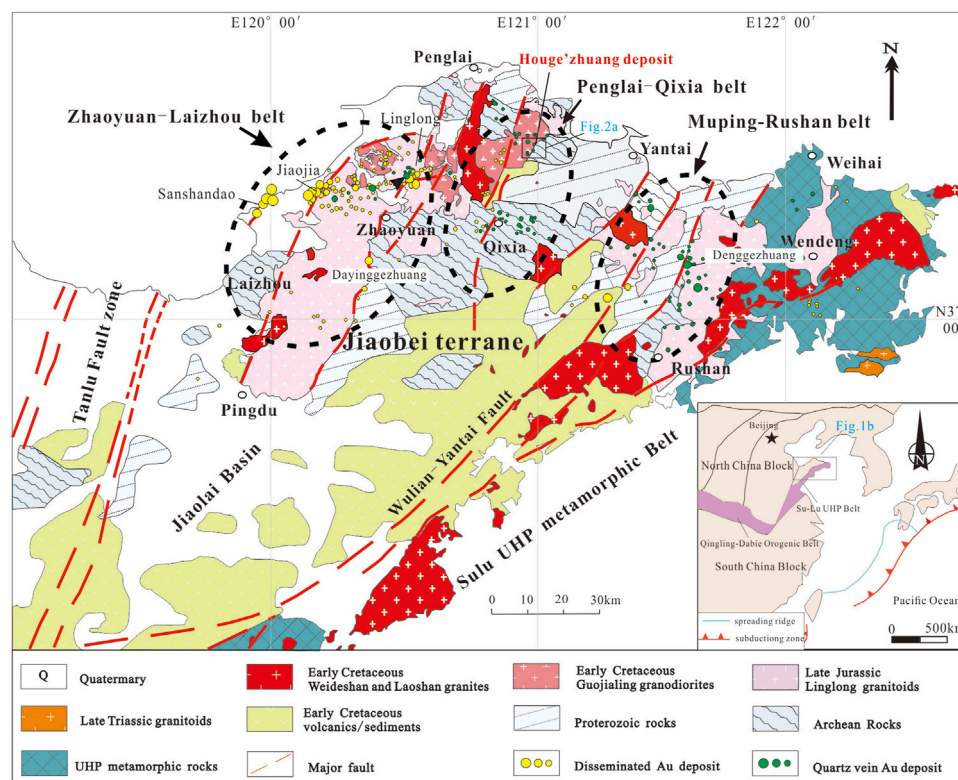 E120° 00′
E121° 00′
E122° 00′
Penglai
Houge’zhuang deposit
N
Zhaoyuan-Laizhou belt
Penglai-Qixia belt
Linglong
Fig.2a
Muping-Rushan belt
Yantai
Weihai
Jiaojia
Sanshandao
Zhaoyuan
Qixia
Wendeng
Denggezhuang
Dayinggezhuang
Laizhou
N37
00
Jiaobei terrane
Rushan
Tanlu Fault zone
Pingdu
Jiaolai Basin
Wulian-Yantai Fault
Sulu UHP metamorphic Belt
0 10 20 30km
Beijing
Fig.1b
N
North China Block
Su-Lu UHP Belt
Qingling-Dabie Orogenic Belt
South China Block
Pacific Ocean
spreading ridge
subductiong zone
0 500km
Q
Quaternary
Early Cretaceous
Weideshan and Laoshan granites
Early Cretaceous
Guojialing granodiorites
Late Jurassic
Linglong granitoids
Late Triassic granitoids
Early Cretaceous
volcanics/sediments
Proterozoic rocks
Archean Rocks
UHP metamorphic rocks
Major fault
Disseminated Au deposit
Quartz vein Au deposit